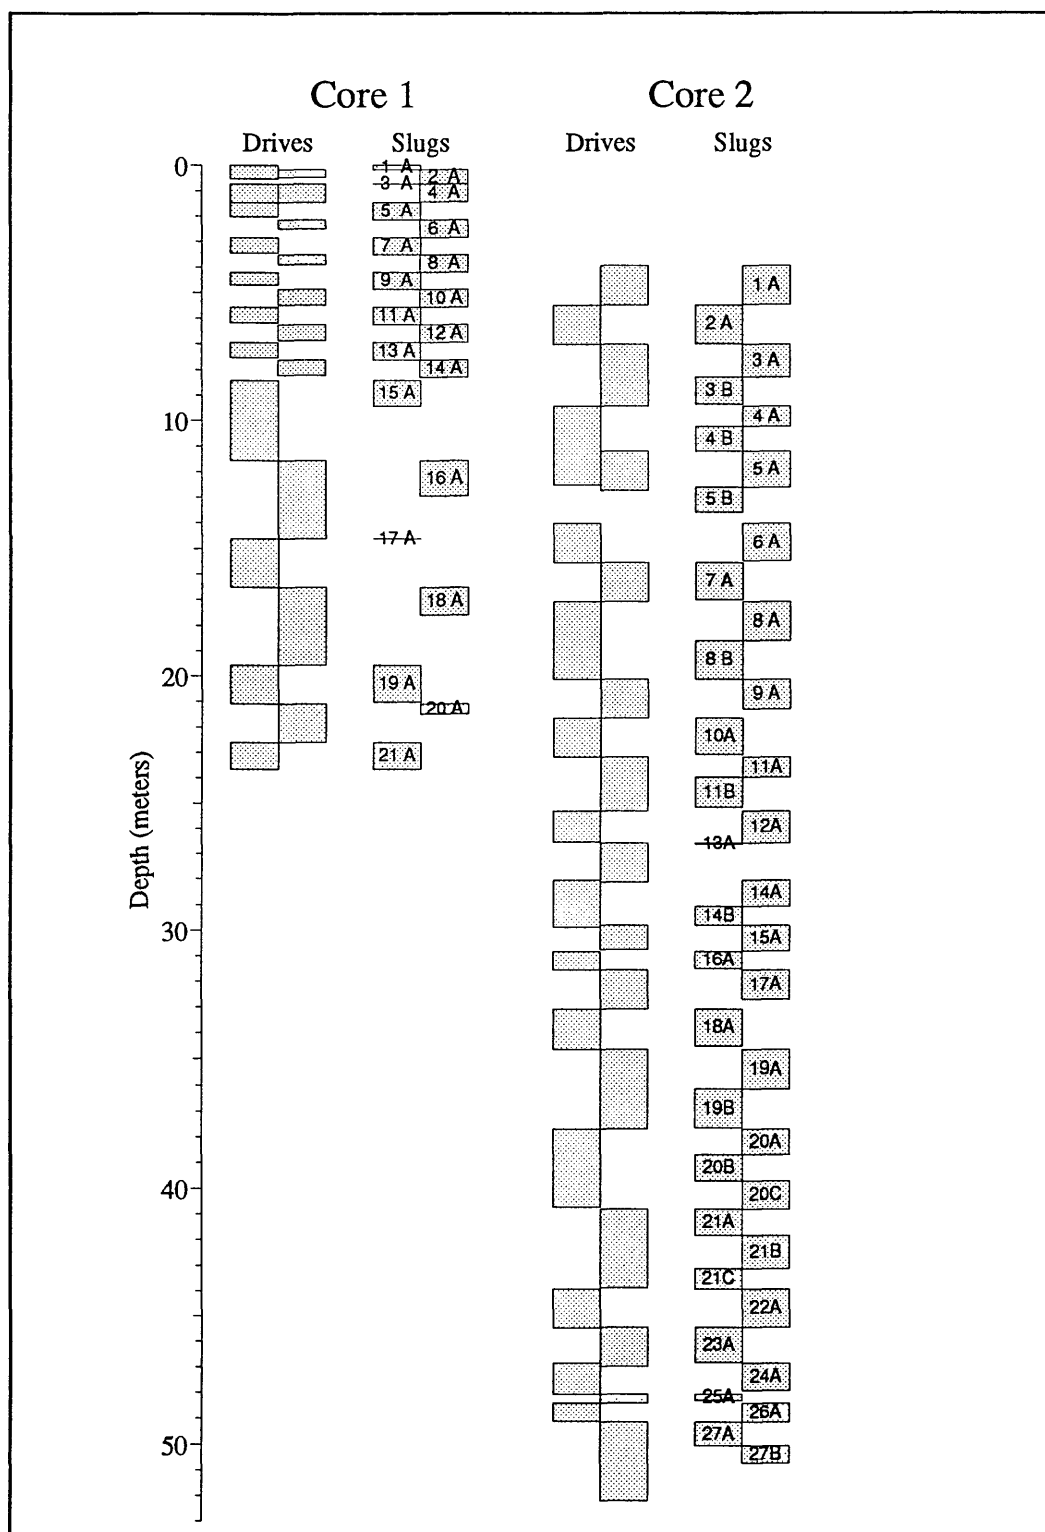 Core 1
Core 2
Drives
Slugs
Drives
Slugs
0
10
20
30
40
50
Depth (meters)
1 A
2 A
3 A
4 A
5 A
6 A
7 A
8 A
9 A
10 A
11 A
12 A
13 A
14 A
15 A
16 A
17 A
18 A
19 A
20 A
21 A
1 A
2 A
3 A
3 B
4 A
4 B
5 A
5 B
6 A
7 A
8 A
8 B
9 A
10A
11A
11B
12A
13A
14A
14B
15A
16A
17A
18A
19A
19B
20A
20B
20C
21A
21B
21C
22A
23A
24A
25A
26A
27A
27B